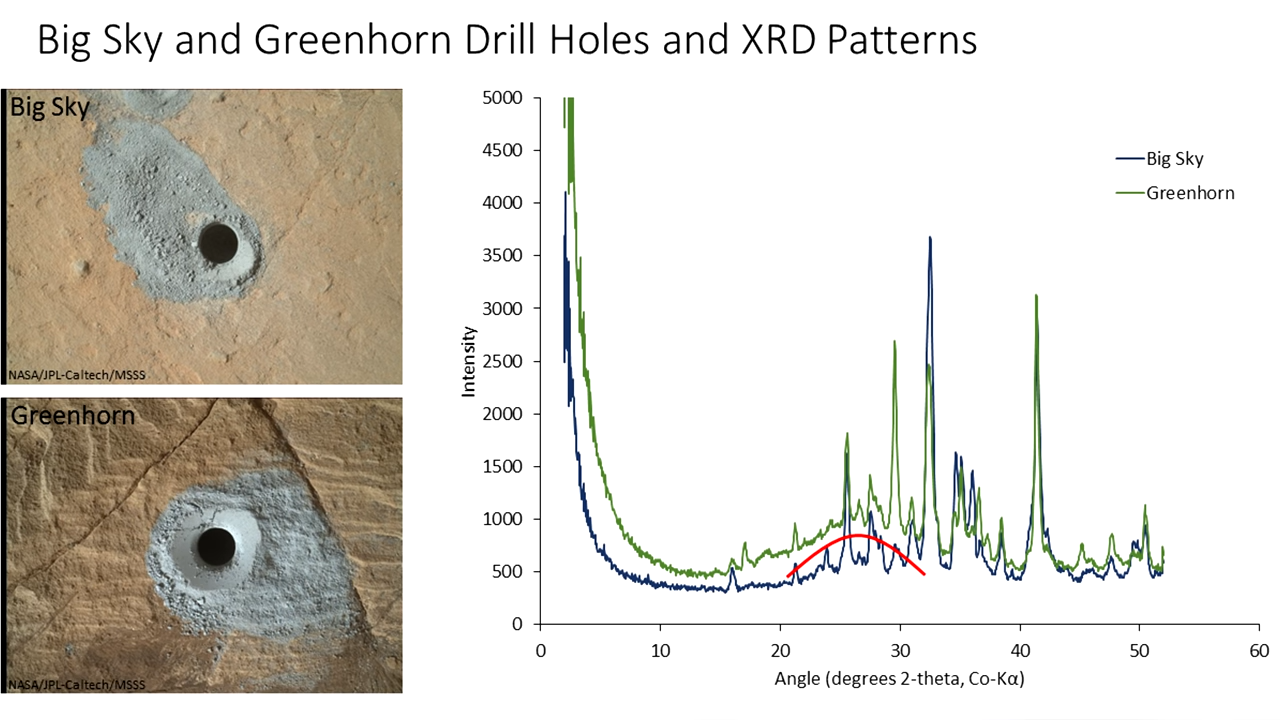 Big Sky and Greenhorn Drill Holes and XRD Patterns
Big Sky
NASA/JPL-Caltech/MSSS
Greenhorn
NASA/JPL-Caltech/MSSS
5000
4500
4000
3500
3000
2500
2000
1500
1000
500
0
Intensity
Big Sky
Greenhorn
0 10 20 30 40 50 60
Angle (degrees 2-theta, Co-Kα)